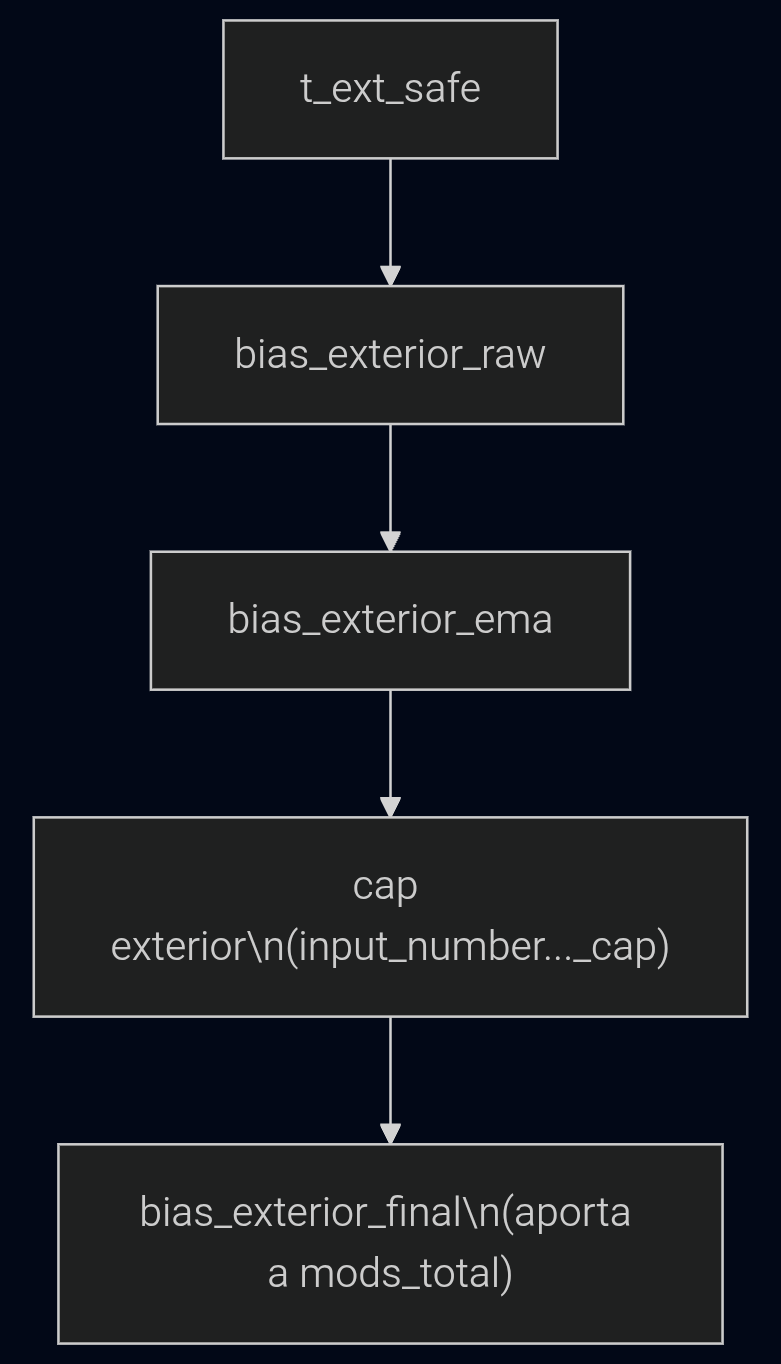 t_ext_safe
bias_exterior_raw
bias_exterior_ema
cap
exterior\n(input_number..._cap)
bias_exterior_final\n(aporta
a mods_total)